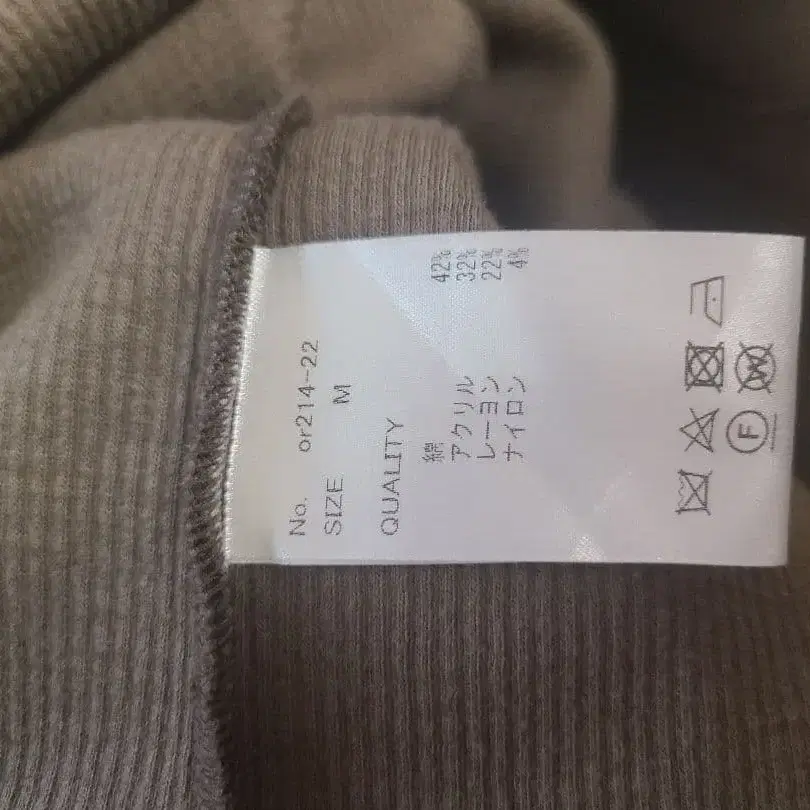 No. or214-22
SIZE M
QUALITY
綿 42%
アクリル 32%
レーヨン 22%
ナイロン 4%
F W